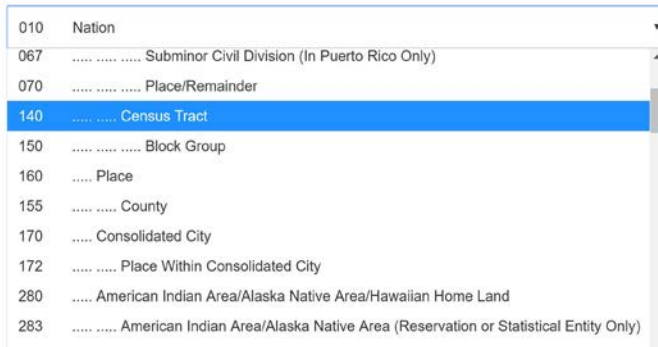 010 Nation
067 ..... ..... ..... Subminor Civil Division (In Puerto Rico Only)
070 ..... ..... ..... Place/Remainder
140 ..... ..... Census Tract
150 ..... ..... ..... Block Group
160 ..... Place
155 ..... ..... County
170 ..... Consolidated City
172 ..... ..... Place Within Consolidated City
280 ..... American Indian Area/Alaska Native Area/Hawaiian Home Land
283 ..... ..... American Indian Area/Alaska Native Area (Reservation or Statistical Entity Only)